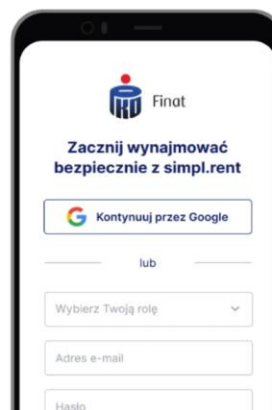 Finat
Zacznij wynajmować
bezpiecznie z simpl.rent
Kontynuuj przez Google
lub
Wybierz Twoją rolę
Adres e-mail
Hasło